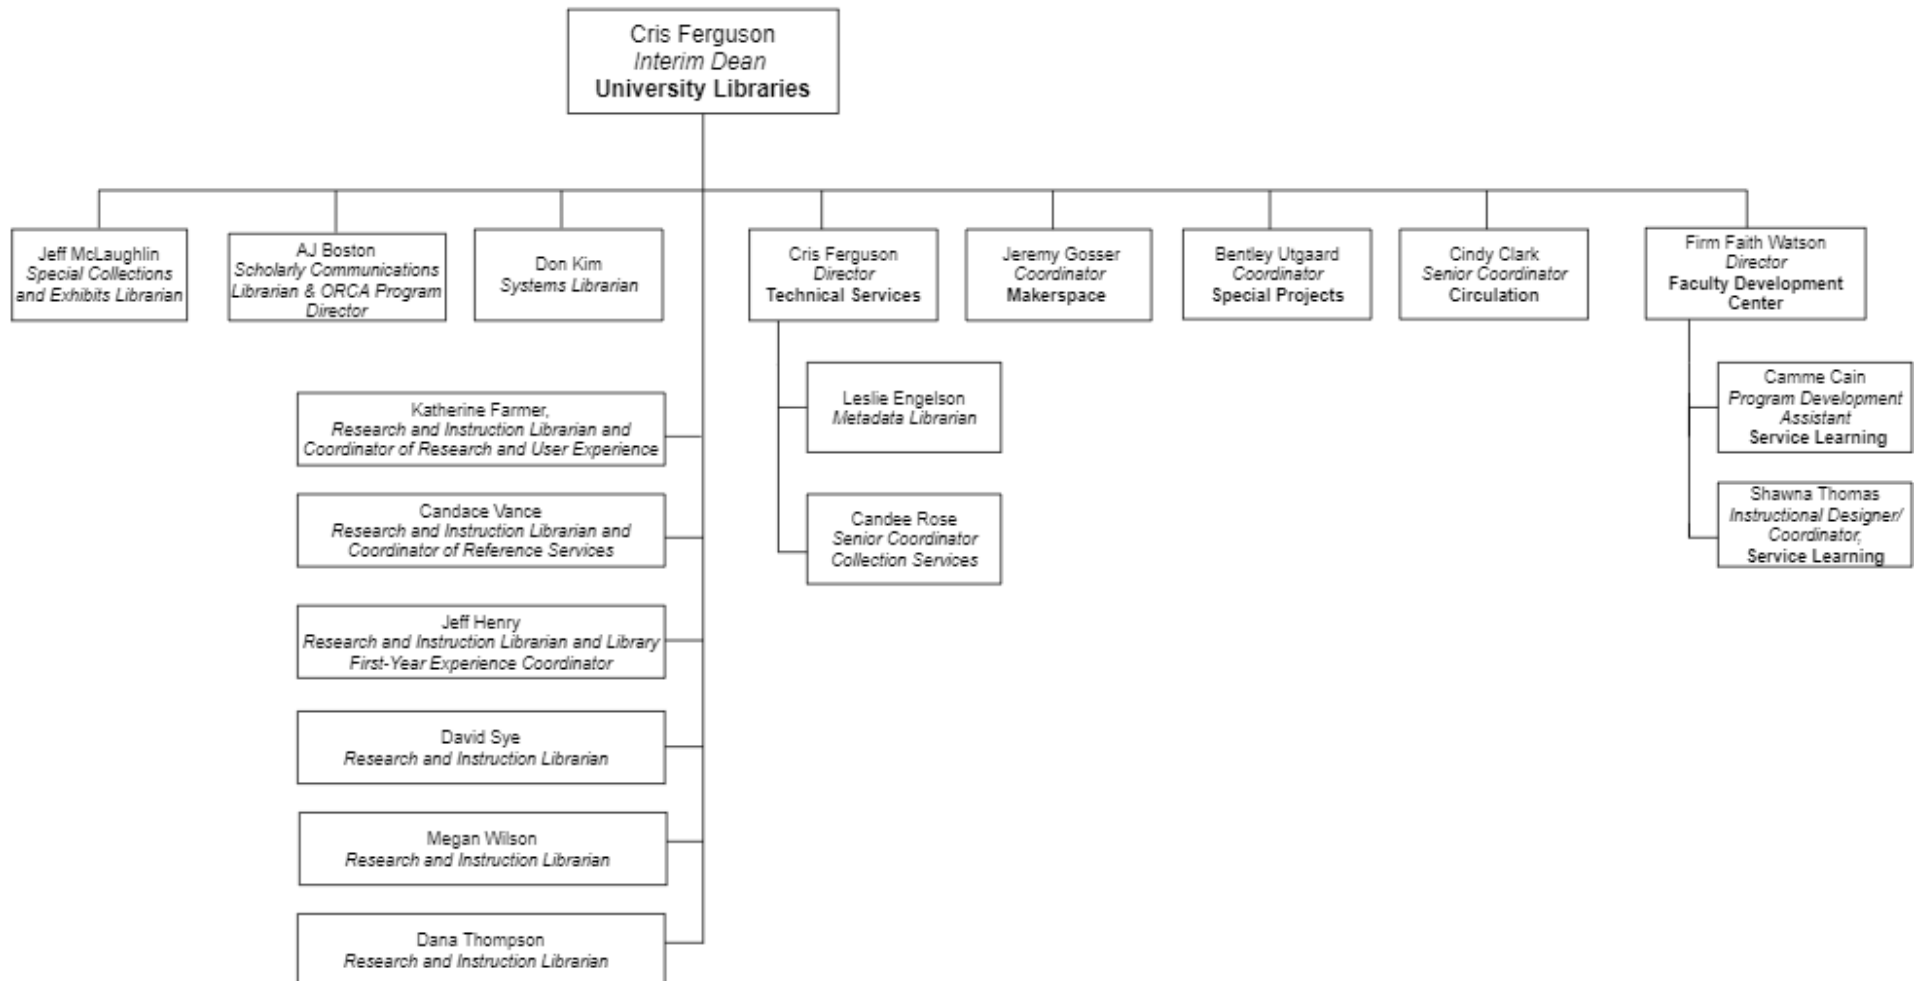 Cris Ferguson
Interim Dean
University Libraries
Jeff McLaughlin
Special Collections
and Exhibits Librarian
AJ Boston
Scholarly Communications
Librarian & ORCA Program
Director
Don Kim
Systems Librarian
Cris Ferguson
Director
Technical Services
Jeremy Gosser
Coordinator
Makerspace
Bentley Utgaard
Coordinator
Special Projects
Cindy Clark
Senior Coordinator
Circulation
Firm Faith Watson
Director
Faculty Development
Center
Katherine Farmer,
Research and Instruction Librarian and
Coordinator of Research and User Experience
Candace Vance
Research and Instruction Librarian and
Coordinator of Reference Services
Jeff Henry
Research and Instruction Librarian and Library
First-Year Experience Coordinator
David Sye
Research and Instruction Librarian
Megan Wilson
Research and Instruction Librarian
Dana Thompson
Research and Instruction Librarian
Leslie Engelson
Metadata Librarian
Candee Rose
Senior Coordinator
Collection Services
Camme Cain
Program Development
Assistant
Service Learning
Shawna Thomas
Instructional Designer/
Coordinator,
Service Learning